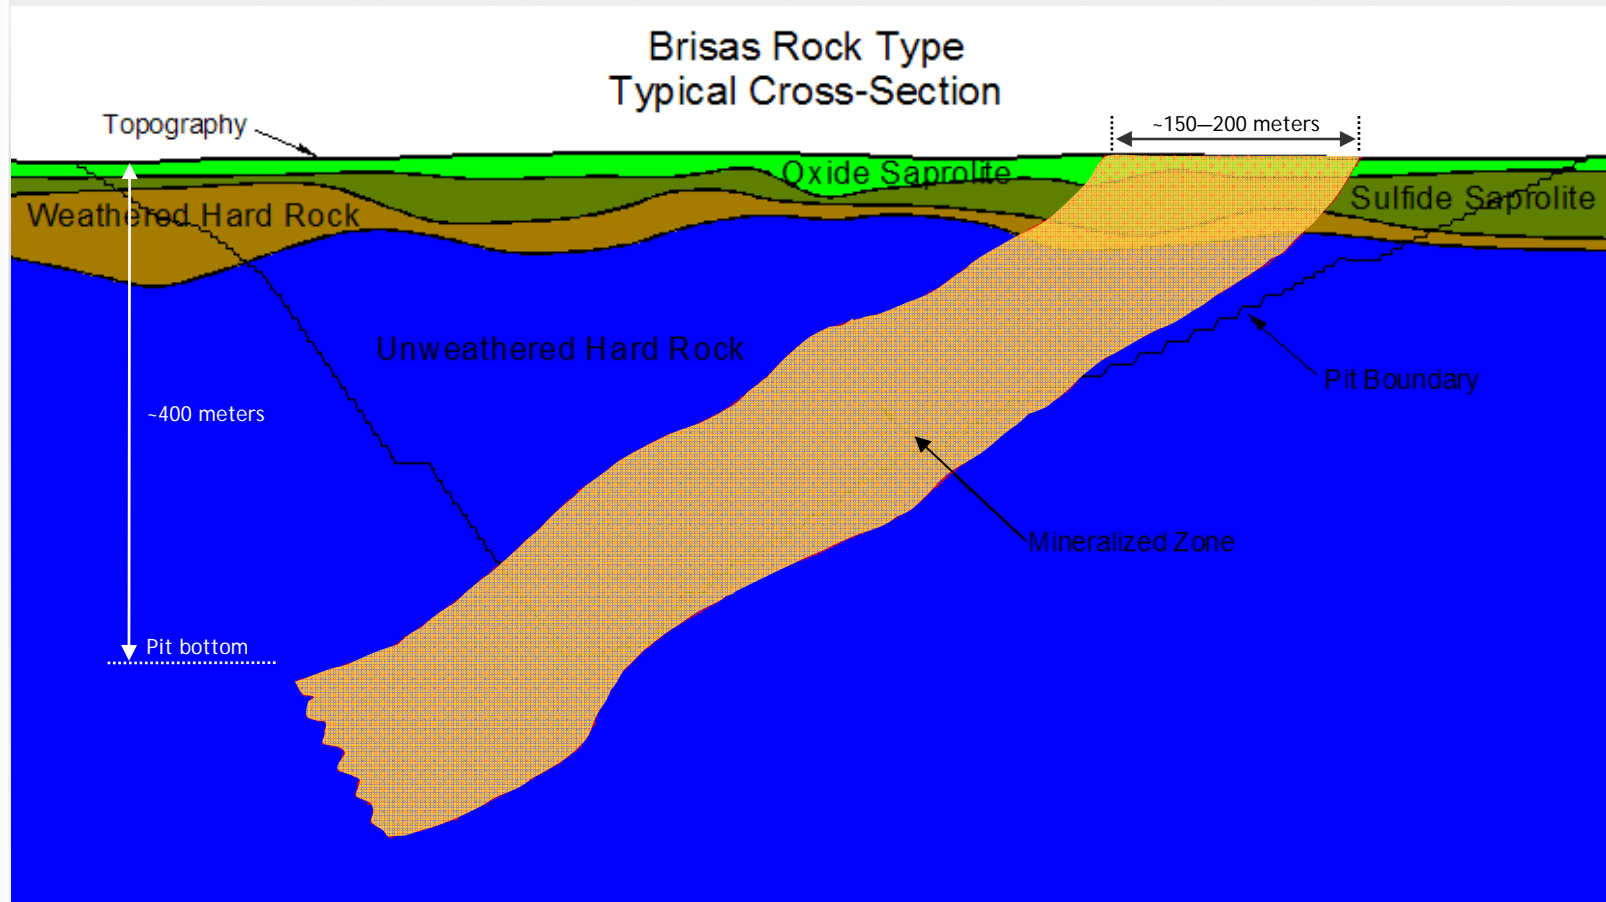 Brisas Rock Type
Typical Cross-Section
Topography
~150—200 meters
Oxide Saprolite
Sulfide Saprolite
Weathered Hard Rock
Unweathered Hard Rock
Pit Boundary
~400 meters
Mineralized Zone
Pit bottom